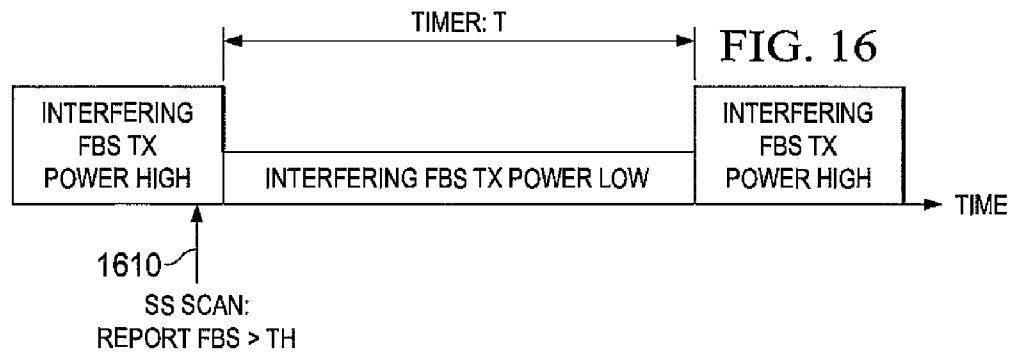 TIMER: T
FIG. 16
INTERFERING
FBS TX
POWER HIGH
INTERFERING FBS TX POWER LOW
INTERFERING
FBS TX
POWER HIGH
TIME
1610
SS SCAN:
REPORT FBS > TH